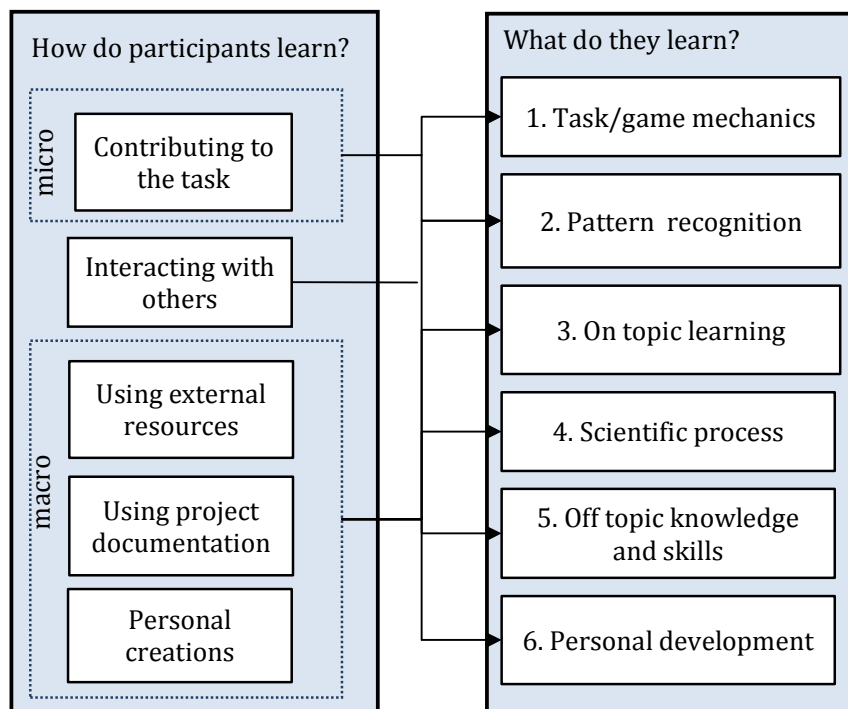 How do participants learn?
micro
Contributing to
the task
Interacting with
others
macro
Using external
resources
Using project
documentation
Personal
creations
What do they learn?
1. Task/game mechanics
2. Pattern recognition
3. On topic learning
4. Scientific process
5. Off topic knowledge
and skills
6. Personal development